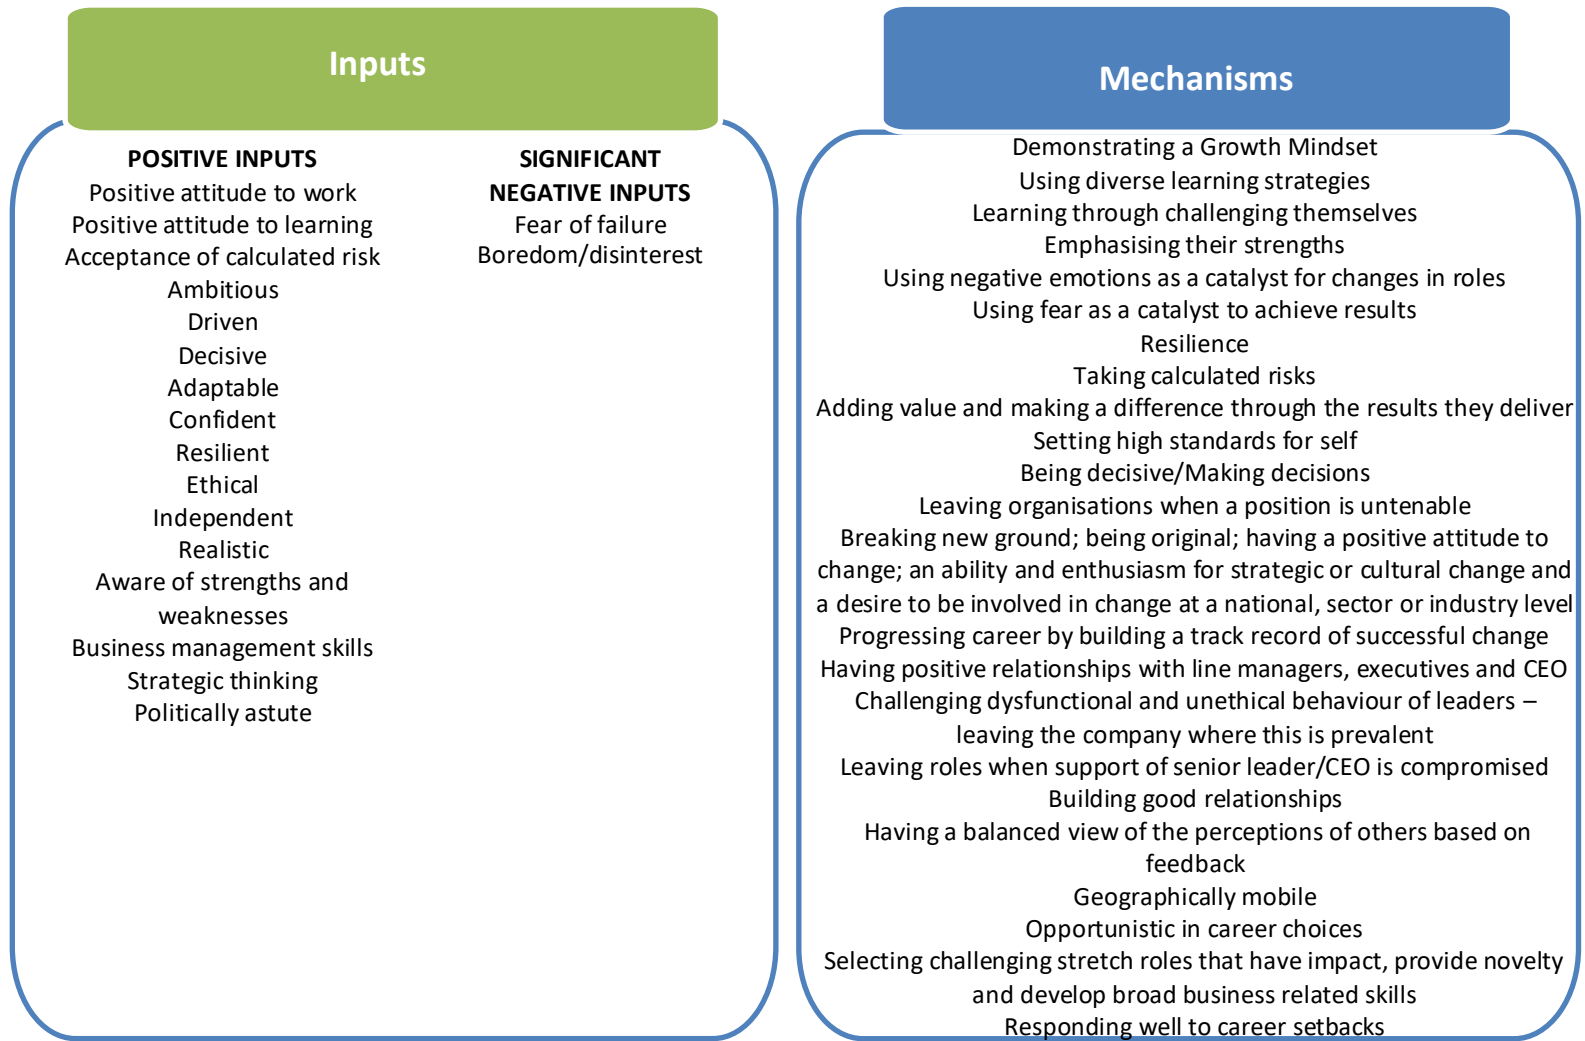 Inputs
POSITIVE INPUTS
Positive attitude to work
Positive attitude to learning
Acceptance of calculated risk
Ambitious
Driven
Decisive
Adaptable
Confident
Resilient
Ethical
Independent
Realistic
Aware of strengths and
weaknesses
Business management skills
Strategic thinking
Politically astute
SIGNIFICANT
NEGATIVE INPUTS
Fear of failure
Boredom/disinterest
Mechanisms
Demonstrating a Growth Mindset
Using diverse learning strategies
Learning through challenging themselves
Emphasising their strengths
Using negative emotions as a catalyst for changes in roles
Using fear as a catalyst to achieve results
Resilience
Taking calculated risks
Adding value and making a difference through the results they deliver
Setting high standards for self
Being decisive/Making decisions
Leaving organisations when a position is untenable
Breaking new ground; being original; having a positive attitude to
change; an ability and enthusiasm for strategic or cultural change and
a desire to be involved in change at a national, sector or industry level
Progressing career by building a track record of successful change
Having positive relationships with line managers, executives and CEO
Challenging dysfunctional and unethical behaviour of leaders –
leaving the company where this is prevalent
Leaving roles when support of senior leader/CEO is compromised
Building good relationships
Having a balanced view of the perceptions of others based on
feedback
Geographically mobile
Opportunistic in career choices
Selecting challenging stretch roles that have impact, provide novelty
and develop broad business related skills
Responding well to career setbacks